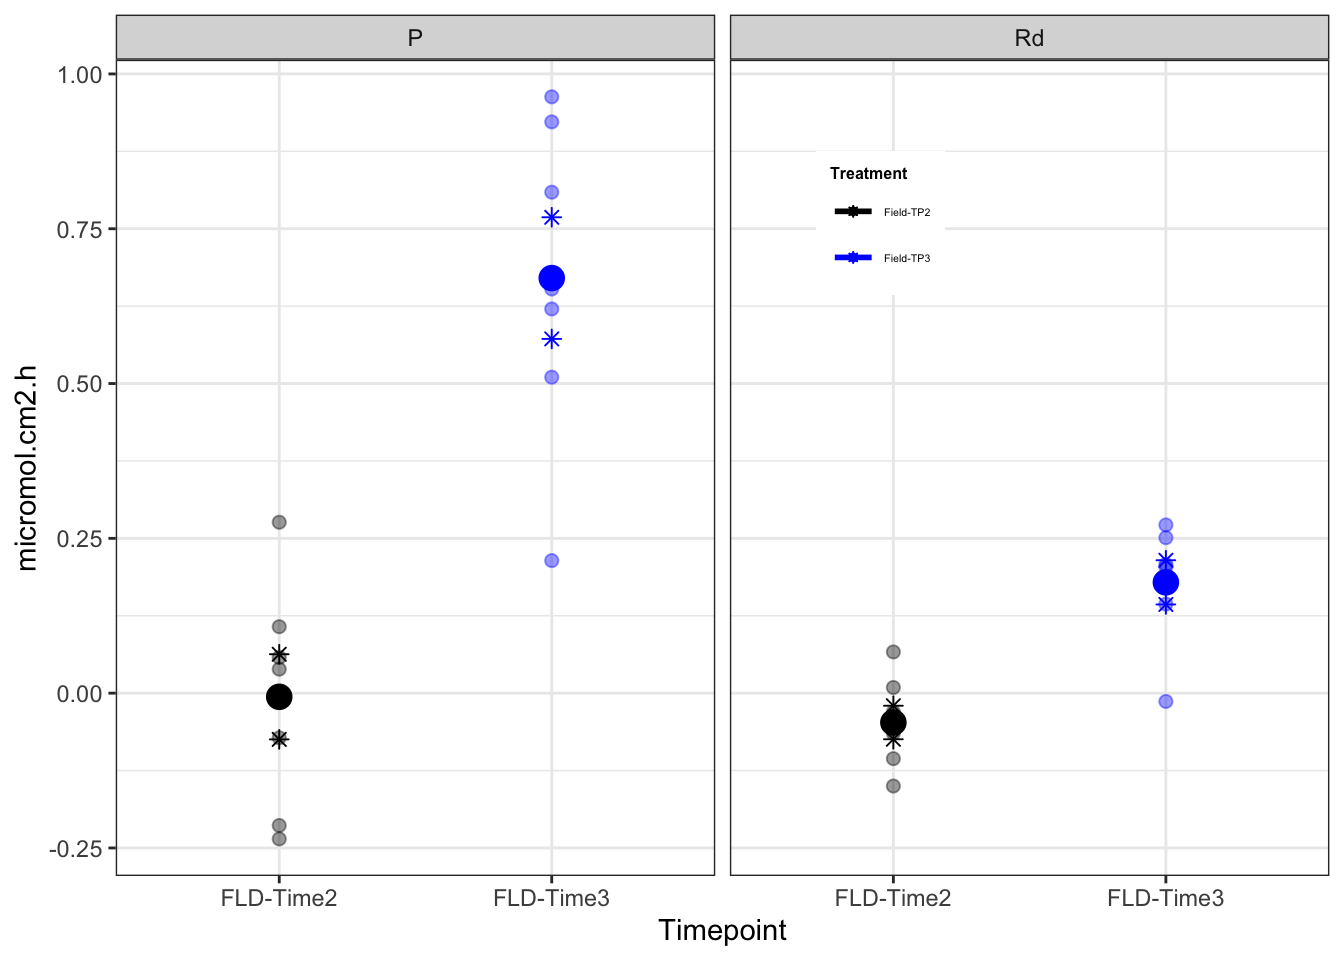 P
Rd
1.00
0.75
0.50
0.25
0.00
-0.25
micromol.cm2.h
Treatment
Field-TP2
Field-TP3
FLD-Time2
FLD-Time3
FLD-Time2
FLD-Time3
Timepoint